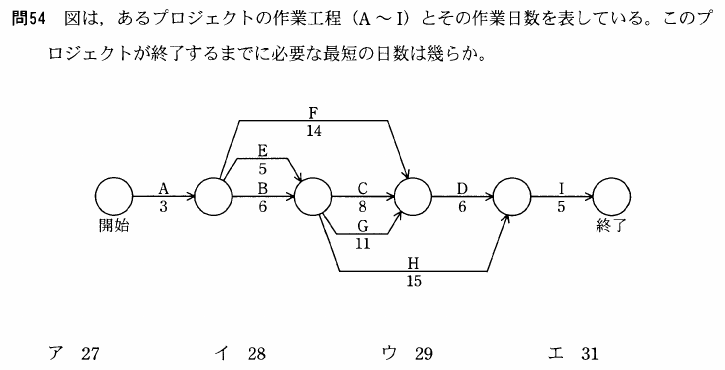 問54 図は，あるプロジェクトの作業工程（A～I）とその作業日数を表している。このプ
ロジェクトが終了するまでに必要な最短の日数は幾らか。
F
14
E
5
A
3
B
6
C
8
D
6
I
5
開始
終了
G
11
H
15
ア 27 イ 28 ウ 29 エ 31